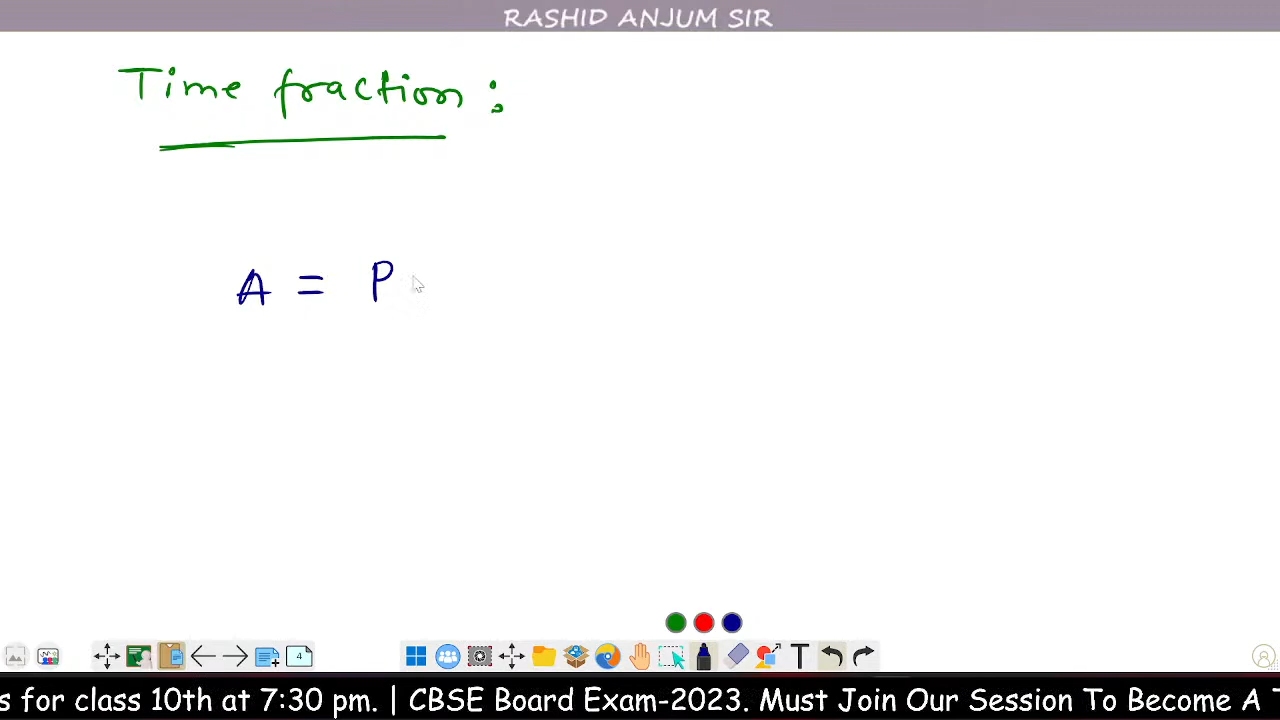 RASHID ANJUM SIR
Time fraction :
A = P
4
T
s for class 10th at 7:30 pm. | CBSE Board Exam-2023. Must Join Our Session To Become A T